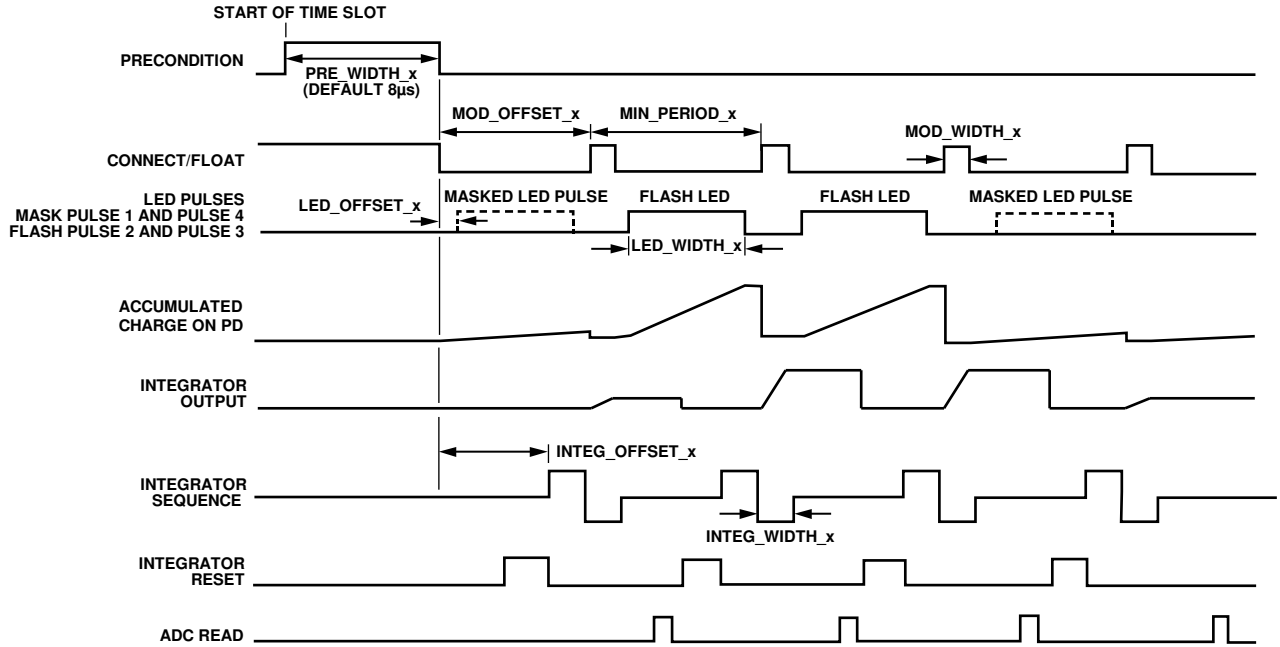 START OF TIME SLOT
PRECONDITION
PRE_WIDTH_x
(DEFAULT 8µs)
MOD_OFFSET_x
MIN_PERIOD_x
MOD_WIDTH_x
CONNECT/FLOAT
LED PULSES
MASK PULSE 1 AND PULSE 4
FLASH PULSE 2 AND PULSE 3
LED_OFFSET_x
MASKED LED PULSE
FLASH LED
FLASH LED
MASKED LED PULSE
LED_WIDTH_x
ACCUMULATED
CHARGE ON PD
INTEGRATOR
OUTPUT
INTEG_OFFSET_x
INTEGRATOR
SEQUENCE
INTEG_WIDTH_x
INTEGRATOR
RESET
ADC READ